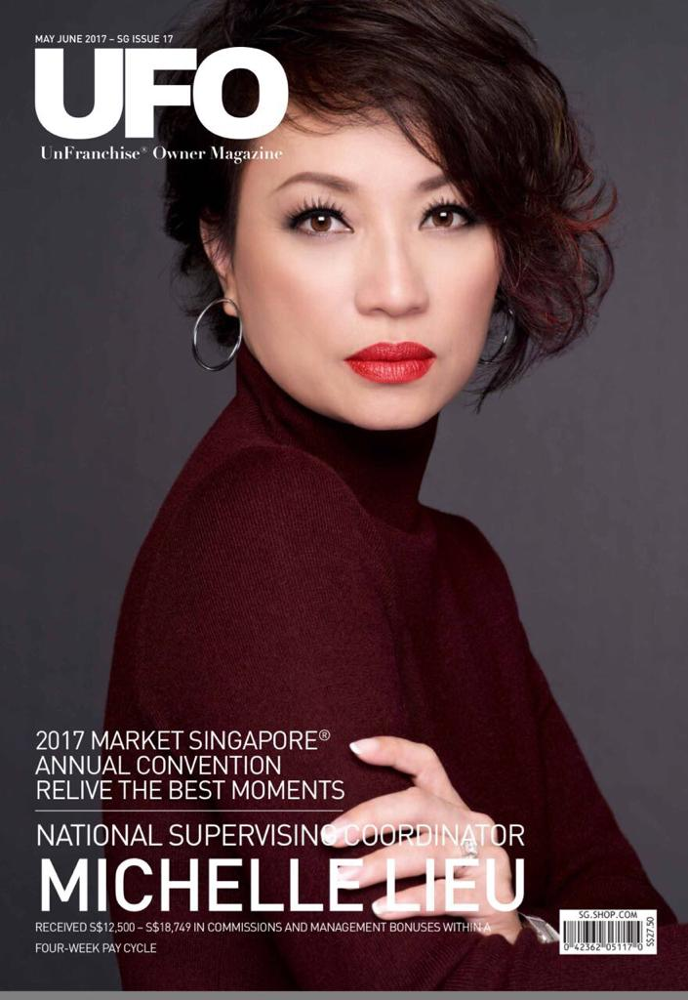 MAY JUNE 2017 – SG ISSUE 17
UFO
UnFranchise® Owner Magazine
2017 MARKET SINGAPORE®
ANNUAL CONVENTION
RELIVE THE BEST MOMENTS
NATIONAL SUPERVISING COORDINATOR
MICHELLE LIEU
RECEIVED S$12,500 – S$18,749 IN COMMISSIONS AND MANAGEMENT BONUSES WITHIN A
FOUR-WEEK PAY CYCLE
SG.SHOP.COM
0 42362 05117 0
S$27.50